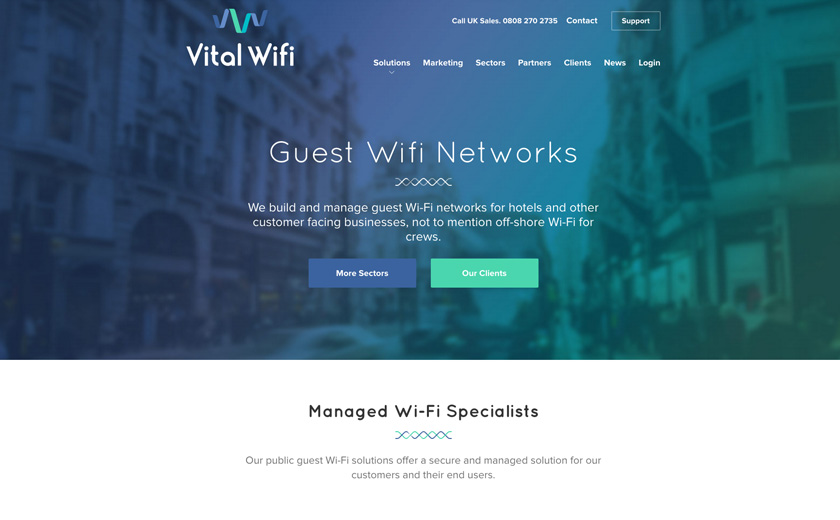 Call UK Sales. 0808 270 2735 Contact Support
Vital Wifi
Solutions Marketing Sectors Partners Clients News Login
Guest Wifi Networks
We build and manage guest Wi-Fi networks for hotels and other
customer facing businesses, not to mention off-shore Wi-Fi for
crews.
More Sectors Our Clients
Managed Wi-Fi Specialists
Our public guest Wi-Fi solutions offer a secure and managed solution for our
customers and their end users.